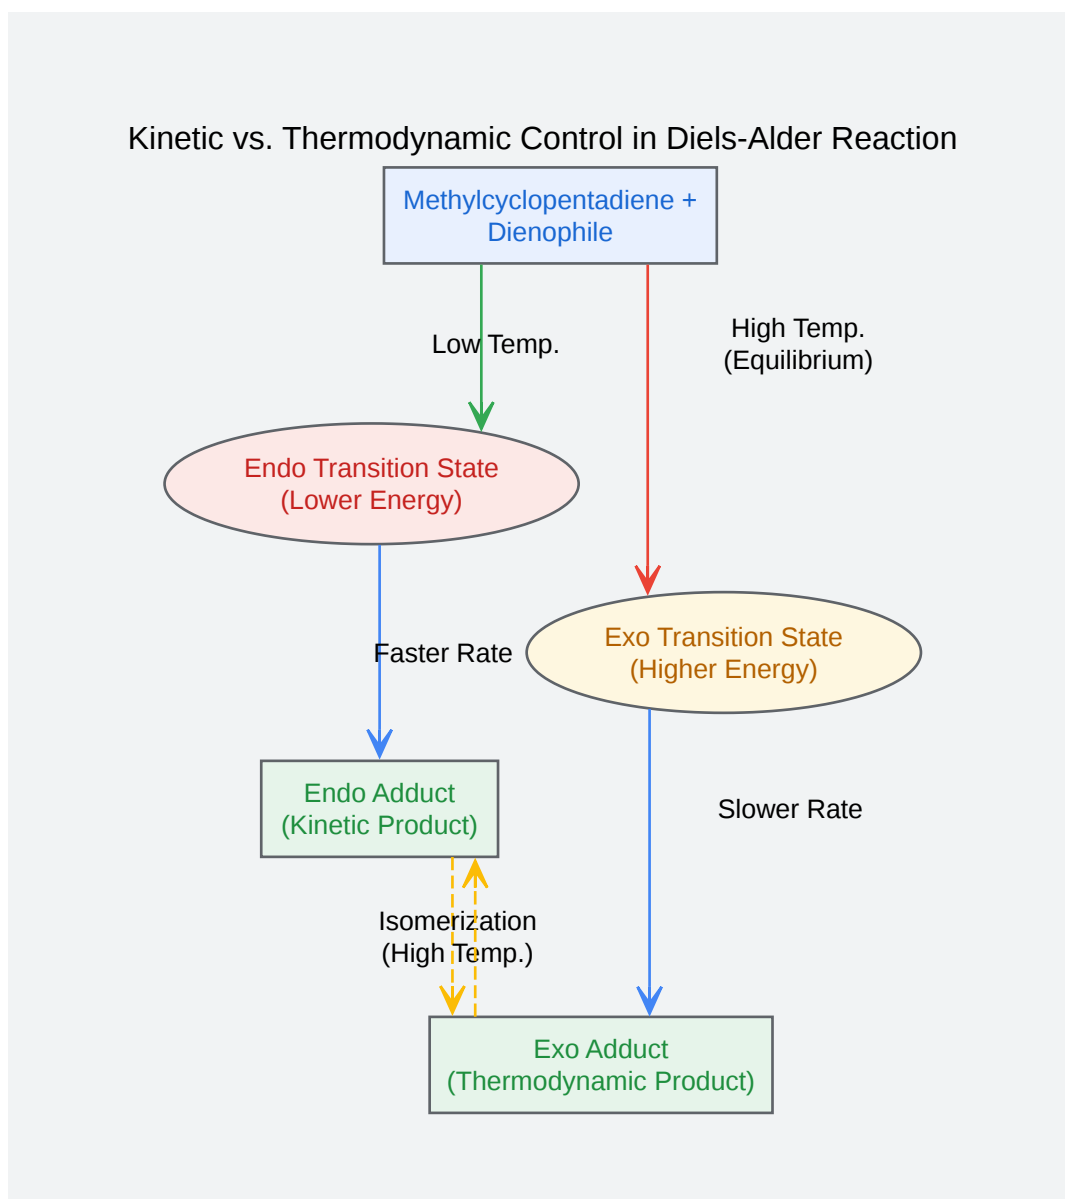 Kinetic vs. Thermodynamic Control in Diels-Alder Reaction
Methylcyclopentadiene +
Dienophile
Low Temp.
High Temp.
(Equilibrium)
Endo Transition State
(Lower Energy)
Faster Rate
Exo Transition State
(Higher Energy)
Endo Adduct
(Kinetic Product)
Slower Rate
Isomerization
(High Temp.)
Exo Adduct
(Thermodynamic Product)